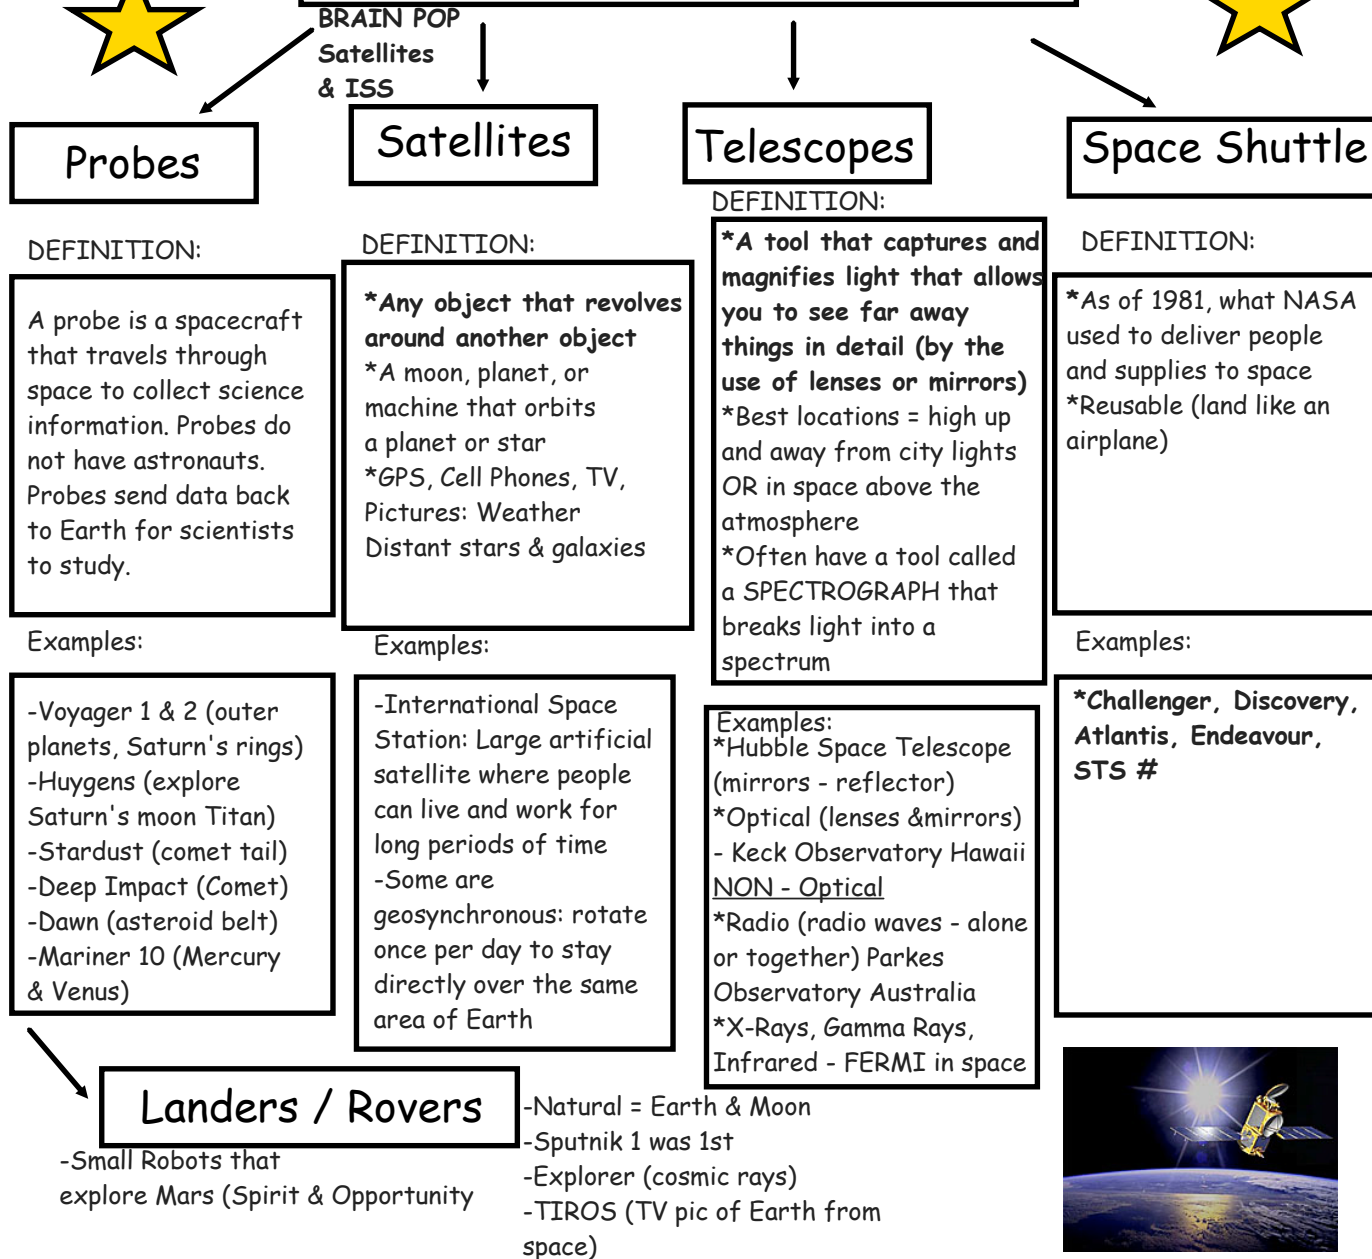 BRAIN POP
Satellites
& ISS
Probes
DEFINITION:
A probe is a spacecraft
that travels through
space to collect science
information. Probes do
not have astronauts.
Probes send data back
to Earth for scientists
to study.
Examples:
-Voyager 1 & 2 (outer
planets, Saturn's rings)
-Huygens (explore
Saturn's moon Titan)
-Stardust (comet tail)
-Deep Impact (Comet)
-Dawn (asteroid belt)
-Mariner 10 (Mercury
& Venus)
Landers / Rovers
-Small Robots that
explore Mars (Spirit & Opportunity
Satellites
DEFINITION:
*Any object that revolves
around another object
*A moon, planet, or
machine that orbits
a planet or star
*GPS, Cell Phones, TV,
Pictures: Weather
Distant stars & galaxies
Examples:
-International Space
Station: Large artificial
satellite where people
can live and work for
long periods of time
-Some are
geosynchronous: rotate
once per day to stay
directly over the same
area of Earth
-Natural = Earth & Moon
-Sputnik 1 was 1st
-Explorer (cosmic rays)
-TIROS (TV pic of Earth from
space)
Telescopes
DEFINITION:
*A tool that captures and
magnifies light that allows
you to see far away
things in detail (by the
use of lenses or mirrors)
*Best locations = high up
and away from city lights
OR in space above the
atmosphere
*Often have a tool called
a SPECTROGRAPH that
breaks light into a
spectrum
Examples:
*Hubble Space Telescope
(mirrors - reflector)
*Optical (lenses &mirrors)
- Keck Observatory Hawaii
NON - Optical
*Radio (radio waves - alone
or together) Parkes
Observatory Australia
*X-Rays, Gamma Rays,
Infrared - FERMI in space
Space Shuttle
DEFINITION:
*As of 1981, what NASA
used to deliver people
and supplies to space
*Reusable (land like an
airplane)
Examples:
*Challenger, Discovery,
Atlantis, Endeavour,
STS #